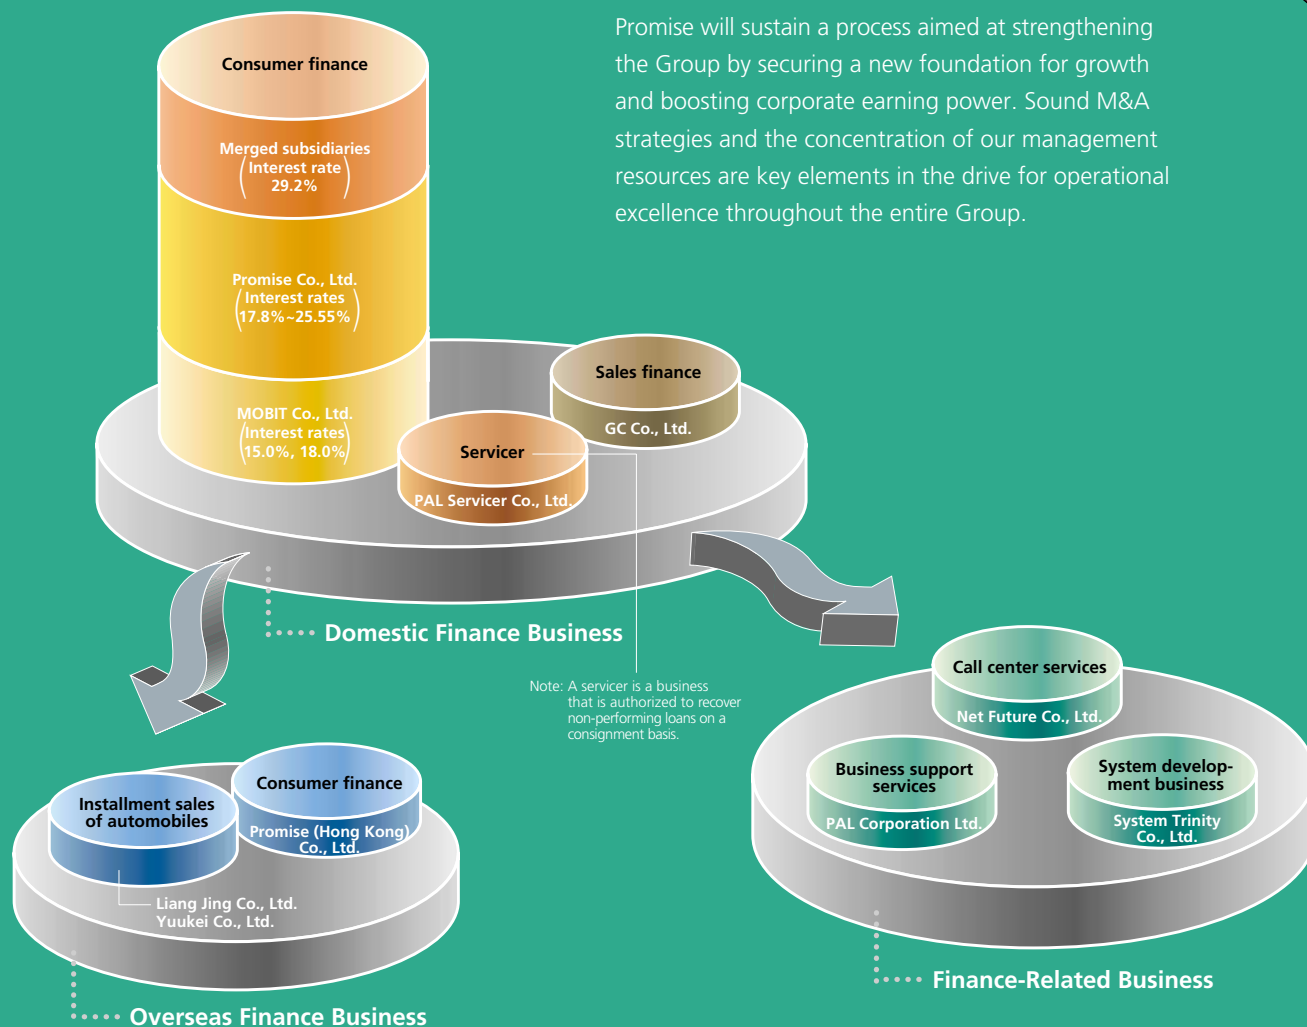 Promise will sustain a process aimed at strengthening
the Group by securing a new foundation for growth
and boosting corporate earning power. Sound M&A
strategies and the concentration of our management
resources are key elements in the drive for operational
excellence throughout the entire Group.
Consumer finance
Merged subsidiaries
(Interest rate
29.2%)
Promise Co., Ltd.
(Interest rates
17.8%~25.55%)
MOBIT Co., Ltd.
(Interest rates
15.0%, 18.0%)
Sales finance
GC Co., Ltd.
Servicer
PAL Servicer Co., Ltd.
Domestic Finance Business
Note: A servicer is a business
that is authorized to recover
non-performing loans on a
consignment basis.
Installment sales
of automobiles
Liang Jing Co., Ltd.
Yuukei Co., Ltd.
Consumer finance
Promise (Hong Kong)
Co., Ltd.
Overseas Finance Business
Call center services
Net Future Co., Ltd.
Business support
services
PAL Corporation Ltd.
System develop-
ment business
System Trinity
Co., Ltd.
Finance-Related Business